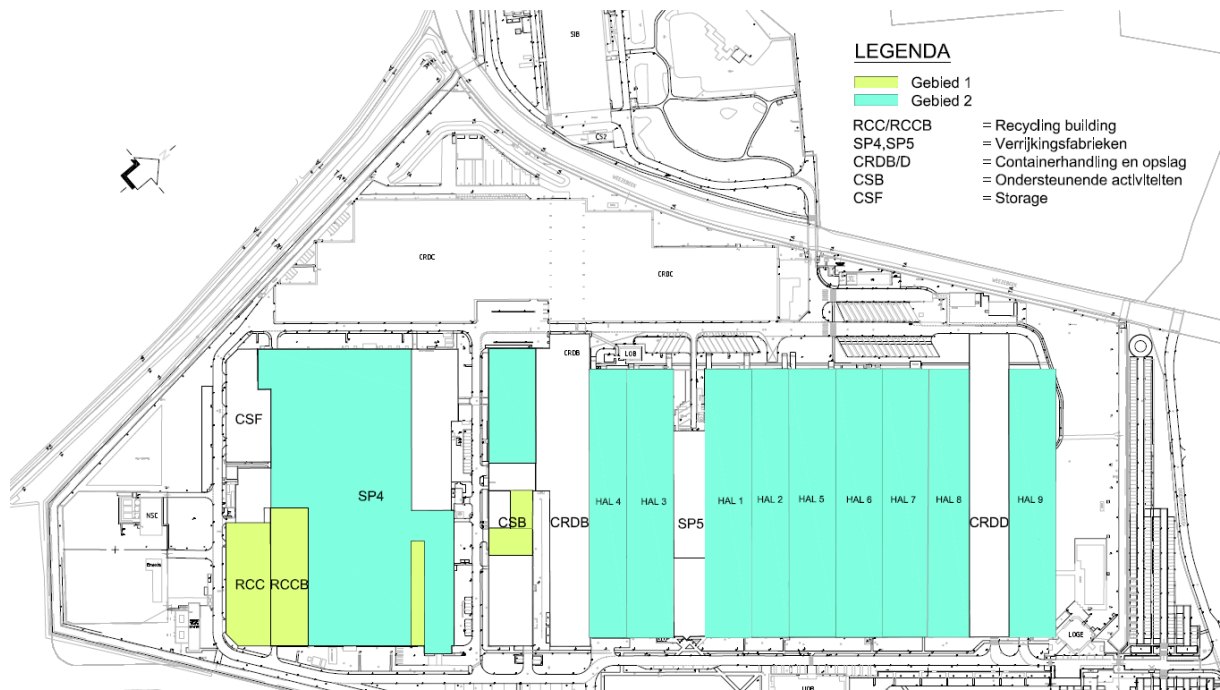 SIB
LEGENDA
Gebied 1
Gebied 2
RCC/RCCB = Recycling building
SP4,SP5 = Verrijkingsfabrieken
CRDB/D = Containerhandling en opslag
CSB = Ondersteunende activiteiten
CSF = Storage
N
CRDC
CRDC
LOB
CRDB
CSF
SP4
HAL 4
HAL 3
HAL 1
HAL 2
HAL 5
HAL 6
HAL 7
HAL 8
HAL 9
NSC
CSB
CRDB
SP5
CRDD
RCC
RCCB
LOGE